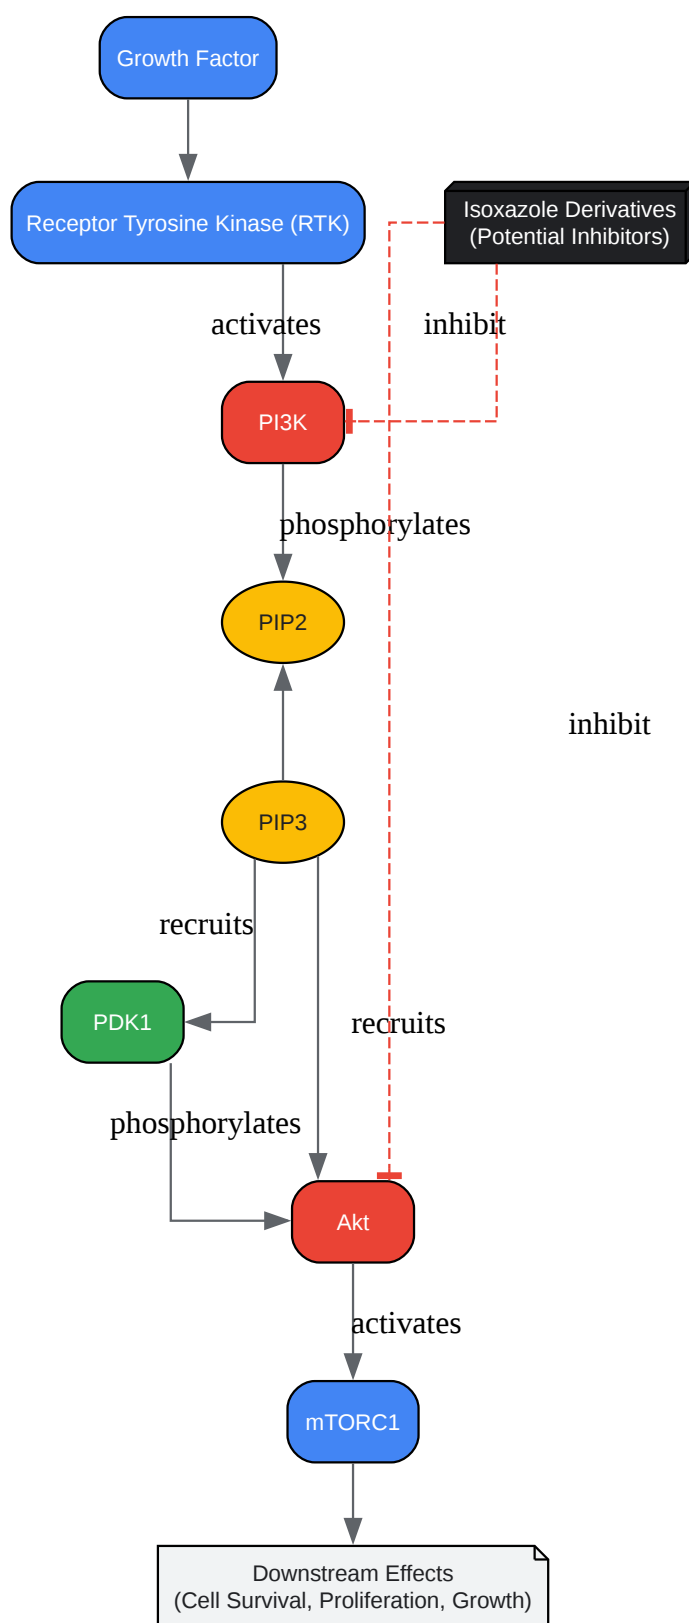 Growth Factor
Receptor Tyrosine Kinase (RTK)
Isoxazole Derivatives
(Potential Inhibitors)
activates
inhibit
PI3K
phosphorylates
PIP2
inhibit
PIP3
recruits
PDK1
recruits
phosphorylates
Akt
activates
mTORC1
Downstream Effects
(Cell Survival, Proliferation, Growth)